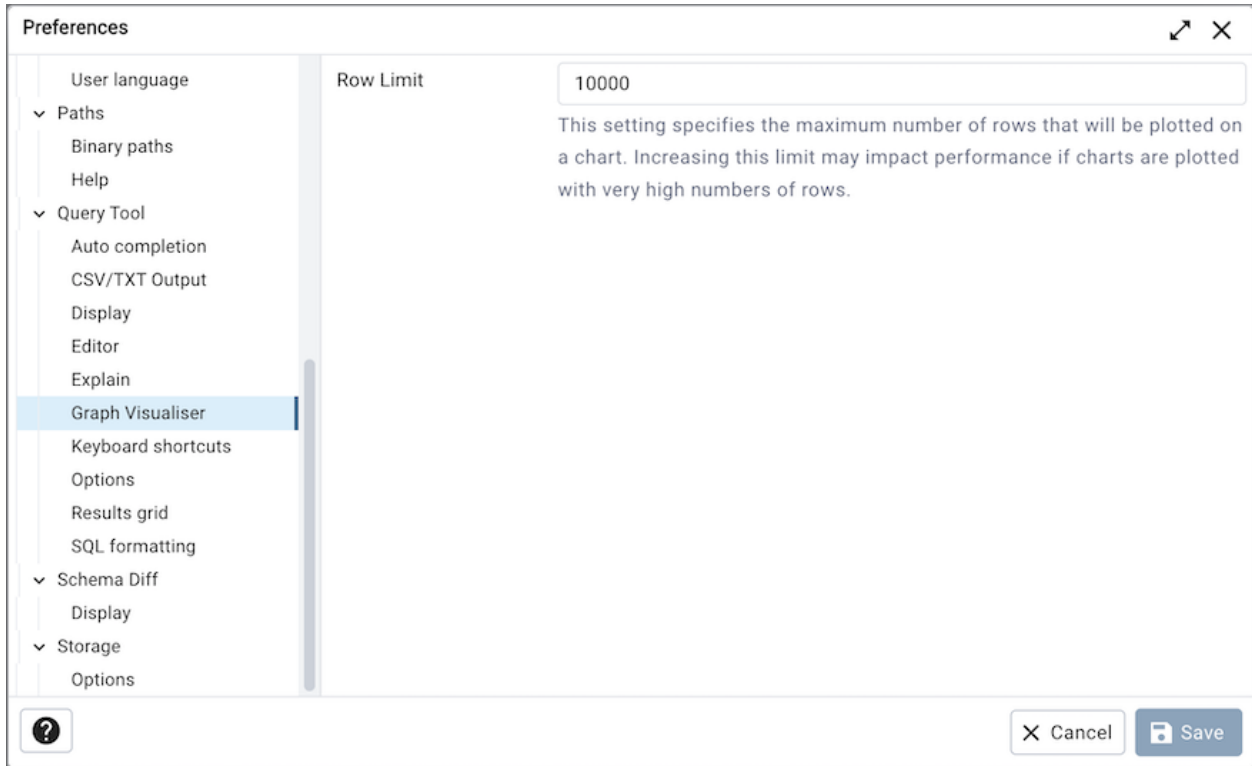 Preferences
User language
Paths
Binary paths
Help
Query Tool
Auto completion
CSV/TXT Output
Display
Editor
Explain
Graph Visualiser
Keyboard shortcuts
Options
Results grid
SQL formatting
Schema Diff
Display
Storage
Options
Row Limit
10000
This setting specifies the maximum number of rows that will be plotted on
a chart. Increasing this limit may impact performance if charts are plotted
with very high numbers of rows.
Cancel
Save